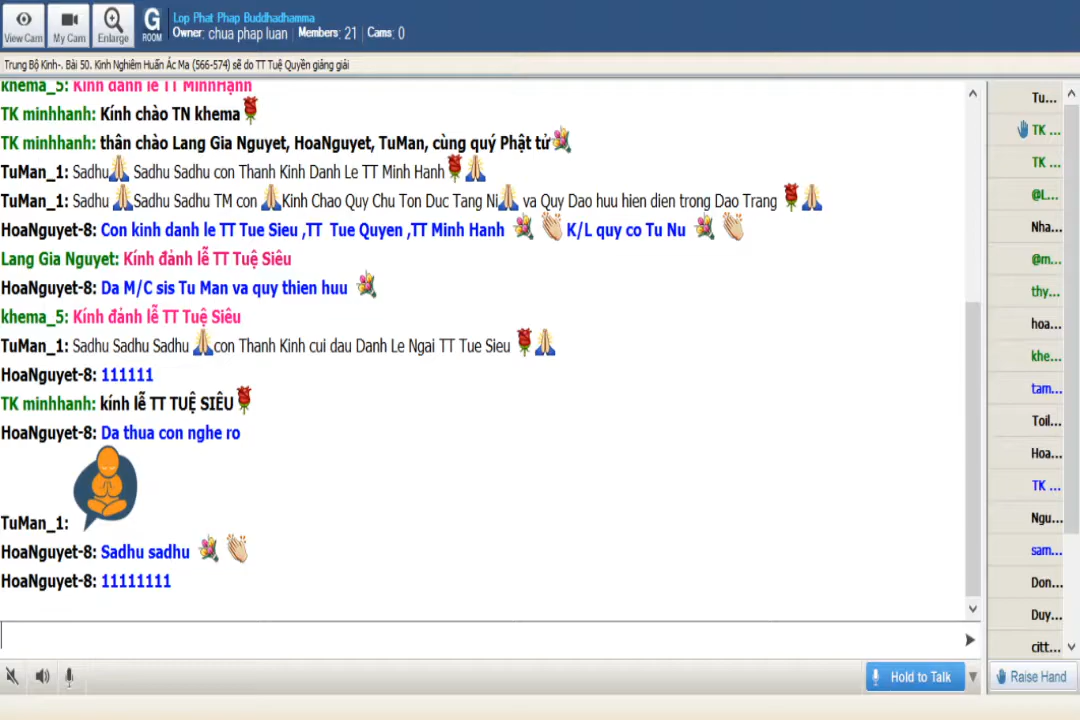 View Cam
My Cam
Enlarge
G
ROOM
Lop Phat Phap Buddhadhamma
Owner: chua phap luan Members: 21 Cams: 0
Trung Bộ Kinh-. Bài 50. Kinh Nghiêm Huấn Ác Ma (566-574) sẽ do TT Tuệ Quyền giảng giải
khema_5: Kính đảnh lễ TT MinhHạnh
TK minhhanh: Kính chào TN khema
TK minhhanh: thân chào Lang Gia Nguyet, HoaNguyet, TuMan, cùng quý Phật tử
TuMan_1: Sadhu Sadhu Sadhu con Thanh Kinh Danh Le TT Minh Hanh
TuMan_1: Sadhu Sadhu Sadhu TM con Kinh Chao Quy Chu Ton Duc Tang Ni va Quy Dao huu hien dien trong Dao Trang
HoaNguyet-8: Con kinh danh le TT Tue Sieu ,TT Tue Quyen ,TT Minh Hanh K/L quy co Tu Nu
Lang Gia Nguyet: Kính đảnh lễ TT Tuệ Siêu
HoaNguyet-8: Da M/C sis Tu Man va quy thien huu
khema_5: Kính đảnh lễ TT Tuệ Siêu
TuMan_1: Sadhu Sadhu Sadhu con Thanh Kinh cui dau Danh Le Ngai TT Tue Sieu
HoaNguyet-8: 111111
TK minhhanh: kính lễ TT TUỆ SIÊU
HoaNguyet-8: Da thua con nghe ro
TuMan_1:
HoaNguyet-8: Sadhu sadhu
HoaNguyet-8: 11111111
Tu...
TK ...
TK ...
@L...
Nha...
@m...
thy...
hoa...
khe...
tam...
Toil...
Hoa...
TK ...
Ngu...
sam...
Don...
Duy...
citt...
Hold to Talk
Raise Hand